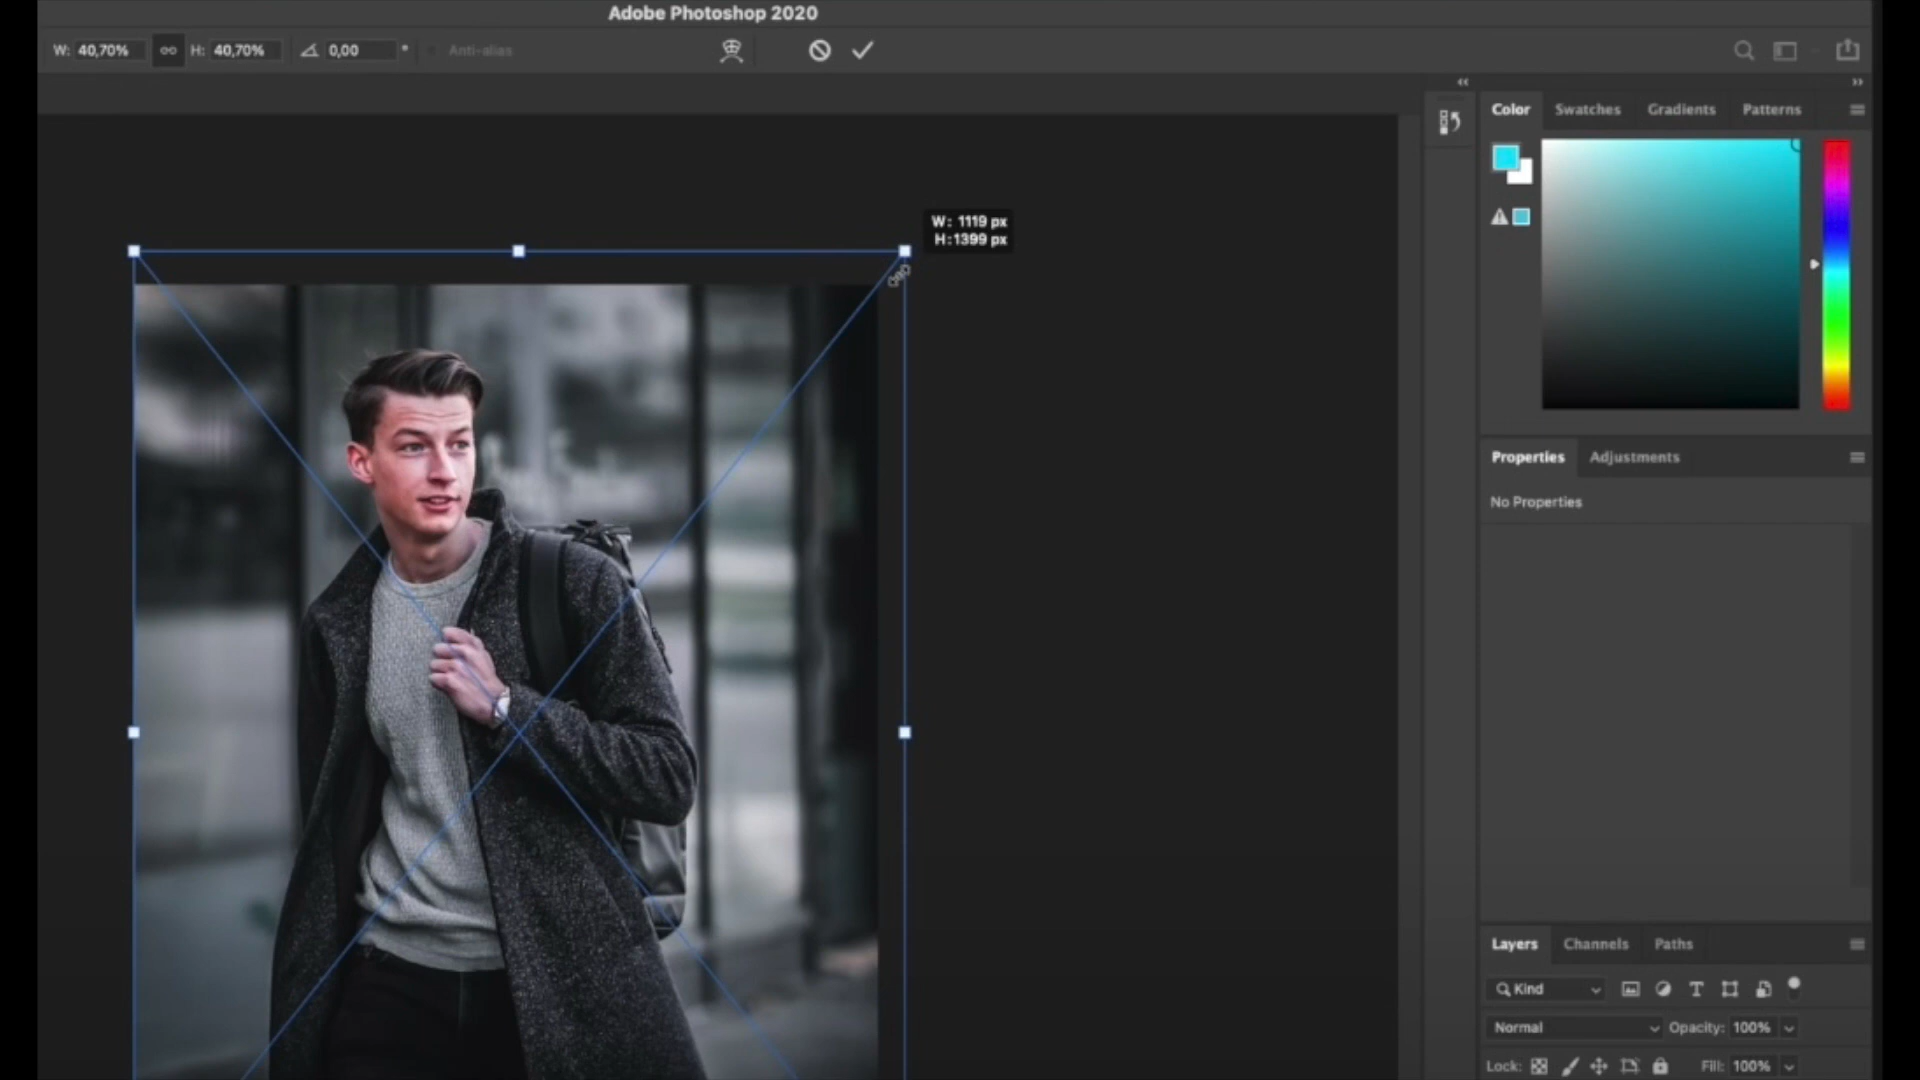 Adobe Photoshop 2020
W: 40,70% H: 40,70% 0,00 ° Anti-alias
Color Swatches Gradients Patterns
W: 1119 px
H: 1399 px
Properties Adjustments
No Properties
Layers Channels Paths
Kind
Normal Opacity: 100%
Lock: Fill: 100%